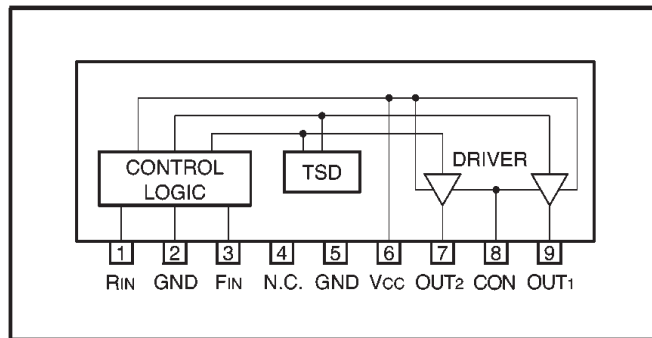 CONTROL
LOGIC
TSD
DRIVER
1 2 3 4 5 6 7 8 9
RIN GND FIN N.C. GND VCC OUT2 CON OUT1